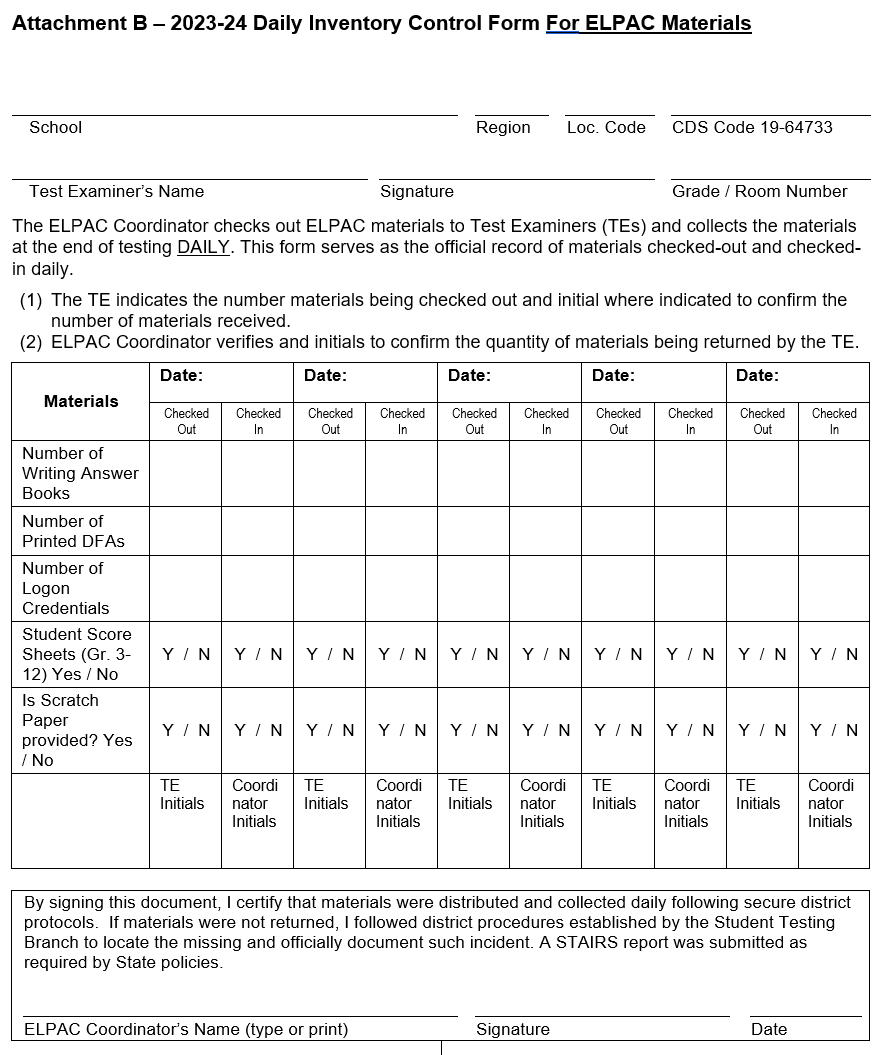 Attachment B – 2023-24 Daily Inventory Control Form For ELPAC Materials
School Region Loc. Code CDS Code 19-64733
Test Examiner's Name Signature Grade / Room Number
The ELPAC Coordinator checks out ELPAC materials to Test Examiners (TEs) and collects the materials
at the end of testing DAILY. This form serves as the official record of materials checked-out and checked-
in daily.
(1) The TE indicates the number materials being checked out and initial where indicated to confirm the
number of materials received.
(2) ELPAC Coordinator verifies and initials to confirm the quantity of materials being returned by the TE.
Materials Date: Date: Date: Date: Date:
Checked Checked Checked Checked Checked Checked Checked Checked Checked Checked
Out In Out In Out In Out In Out In
Number of
Writing Answer
Books
Number of
Printed DFAs
Number of
Logon
Credentials
Student Score
Sheets (Gr. 3- Y / N Y / N Y / N Y / N Y / N Y / N Y / N Y / N Y / N Y / N
12) Yes / No
Is Scratch
Paper
provided? Yes Y / N Y / N Y / N Y / N Y / N Y / N Y / N Y / N Y / N Y / N
/ No
TE Coordi TE Coordi TE Coordi TE Coordi TE Coordi
Initials nator Initials nator Initials nator Initials nator Initials nator
Initials Initials Initials Initials Initials
By signing this document, I certify that materials were distributed and collected daily following secure district
protocols. If materials were not returned, I followed district procedures established by the Student Testing
Branch to locate the missing and officially document such incident. A STAIRS report was submitted as
required by State policies.
ELPAC Coordinator's Name (type or print) Signature Date